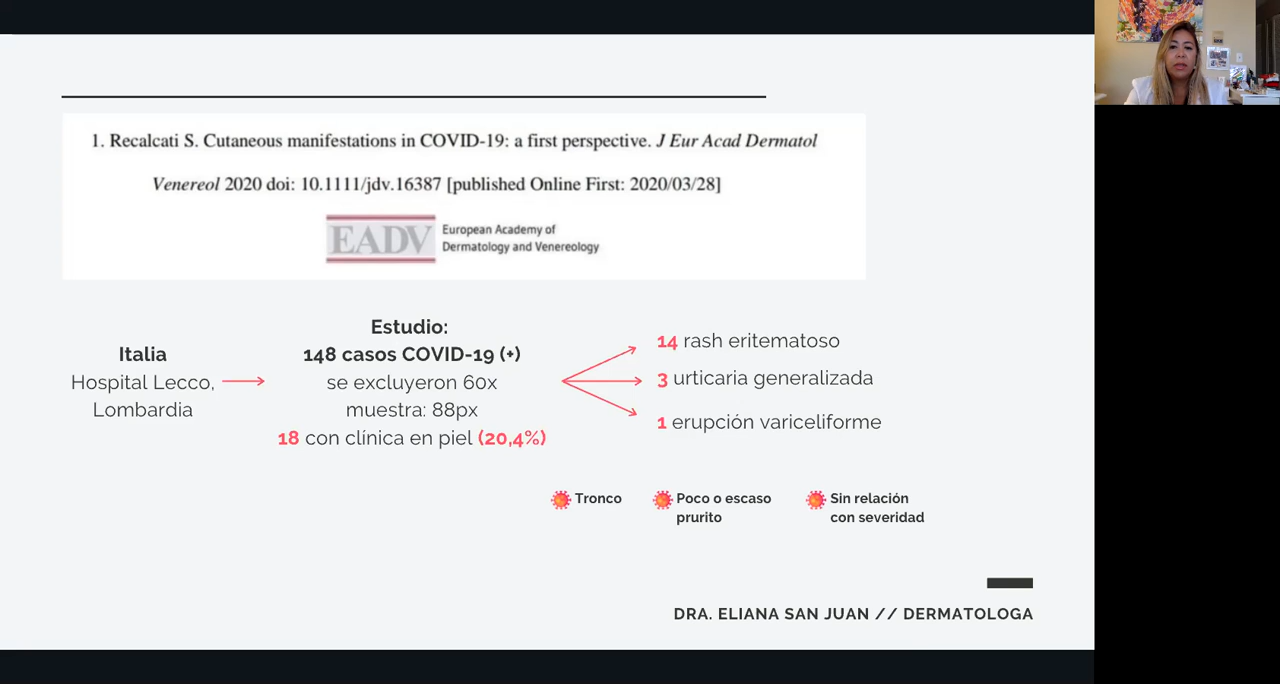 1. Recalcati S. Cutaneous manifestations in COVID-19: a first perspective. J Eur Acad Dermatol
Venereol 2020 doi: 10.1111/jdv.16387 [published Online First: 2020/03/28]
EADV
European Academy of
Dermatology and Venereology
Italia
Hospital Lecco,
Lombardia
Estudio:
148 casos COVID-19 (+)
se excluyeron 60x
muestra: 88px
18 con clínica en piel (20,4%)
14 rash eritematoso
3 urticaria generalizada
1 erupción variceliforme
Tronco
Poco o escaso
prurito
Sin relación
con severidad
DRA. ELIANA SAN JUAN // DERMATOLOGA